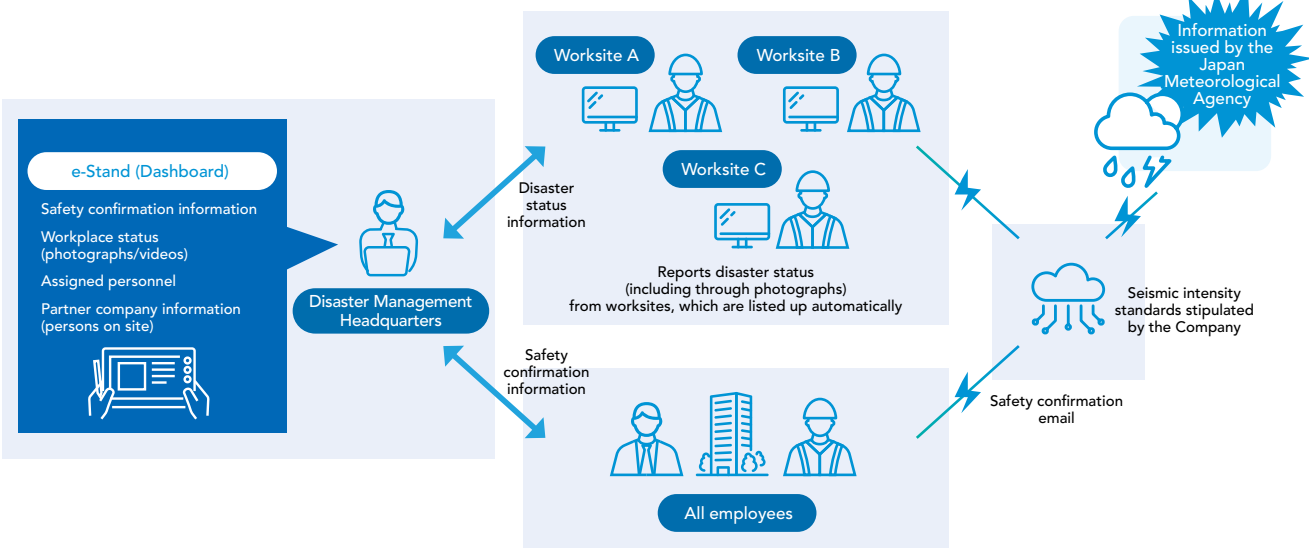 e-Stand (Dashboard)
Safety confirmation information
Workplace status
(photographs/videos)
Assigned personnel
Partner company information
(persons on site)
Disaster Management
Headquarters
Disaster
status
information
Safety
confirmation
information
Worksite A
Worksite B
Worksite C
Reports disaster status
(including through photographs)
from worksites, which are listed up automatically
All employees
Information
issued by the
Japan
Meteorological
Agency
Seismic intensity
standards stipulated
by the Company
Safety confirmation
email